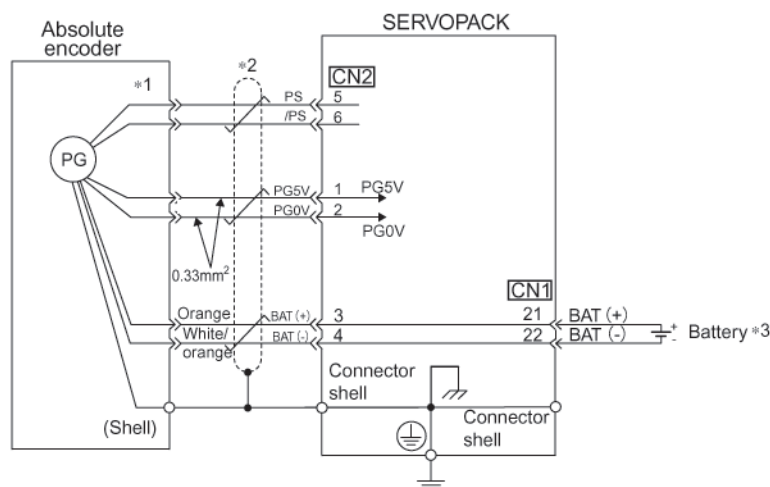 SERVOPACK
Absolute
encoder
*1
*2
CN2
PS
5
/PS
6
PG
PG5V
1
PG5V
PG0V
2
PG0V
0.33mm²
CN1
Orange
BAT (+)
3
21
BAT (+)
White/
orange
BAT (-)
4
22
BAT (-)
+
-
Battery *3
Connector
shell
(Shell)
Connector
shell